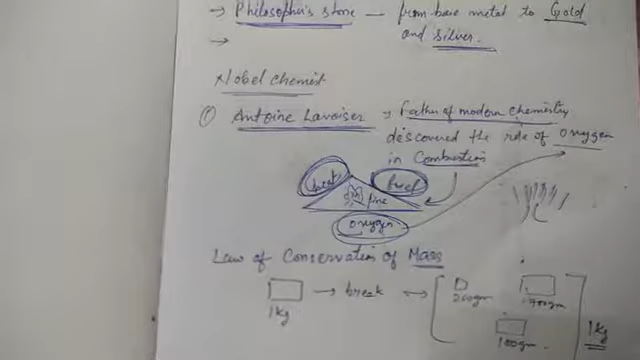 → Philosopher's stone — from base metal to Gold
and silver.
→
Nobel chemist
① Antoine Lavoiser → Father of modern chemistry
discovered the role of oxygen
in Combustion
heat
fuel
fire
oxygen
Law of Conservation of Mass
1kg → break → 200gm 700gm
100gm
1kg